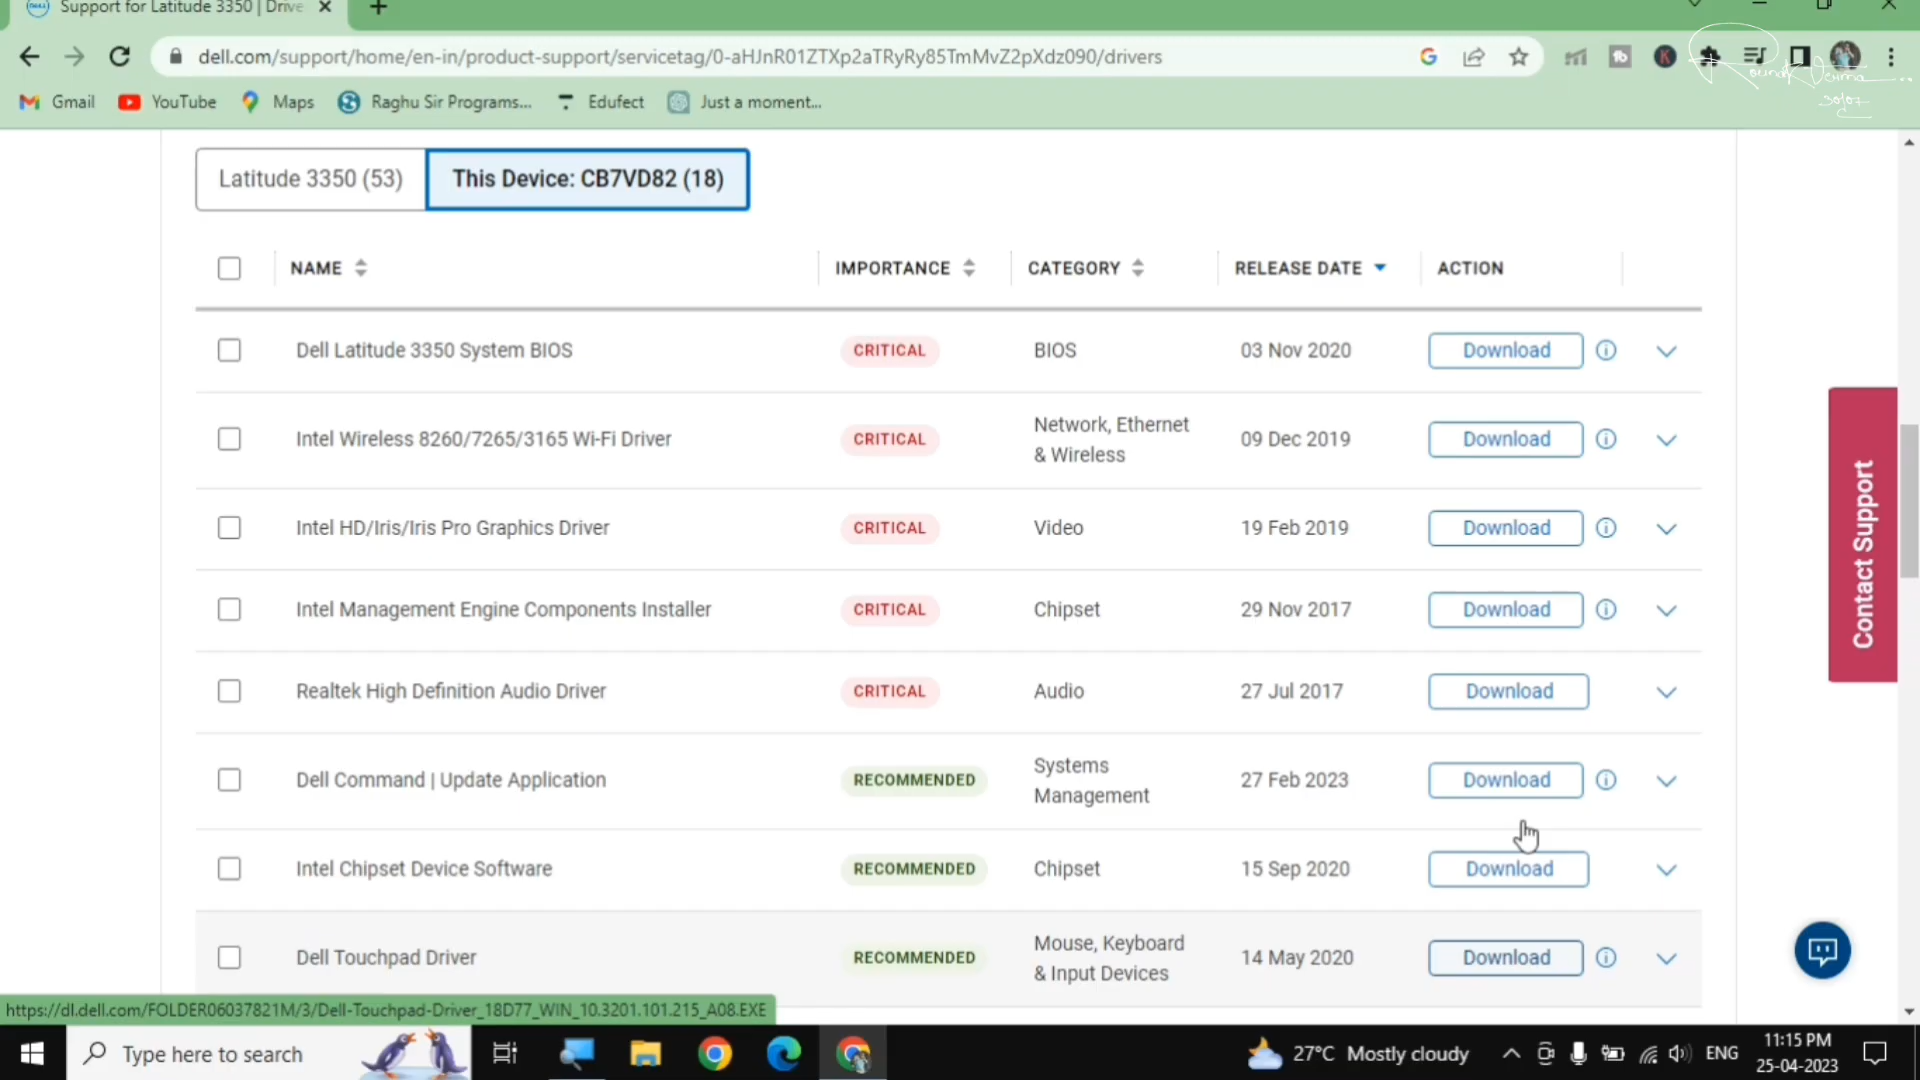 Support for Latitude 3350 | Drive
dell.com/support/home/en-in/product-support/servicetag/0-aHJnR01ZTXp2aTRyRy85TmMvZ2pXdz090/drivers
Gmail YouTube Maps Raghu Sir Programs... Edufect Just a moment...
Latitude 3350 (53) This Device: CB7VD82 (18)
NAME IMPORTANCE CATEGORY RELEASE DATE ACTION
Dell Latitude 3350 System BIOS CRITICAL BIOS 03 Nov 2020 Download
Intel Wireless 8260/7265/3165 Wi-Fi Driver CRITICAL Network, Ethernet 09 Dec 2019 Download
& Wireless
Intel HD/Iris/Iris Pro Graphics Driver CRITICAL Video 19 Feb 2019 Download
Intel Management Engine Components Installer CRITICAL Chipset 29 Nov 2017 Download
Realtek High Definition Audio Driver CRITICAL Audio 27 Jul 2017 Download
Dell Command | Update Application RECOMMENDED Systems 27 Feb 2023 Download
Management
Intel Chipset Device Software RECOMMENDED Chipset 15 Sep 2020 Download
Dell Touchpad Driver RECOMMENDED Mouse, Keyboard 14 May 2020 Download
& Input Devices
Contact Support
https://dl.dell.com/FOLDER06037821M/3/Dell-Touchpad-Driver_18D77_WIN_10.3201.101.215_A08.EXE
Type here to search 27°C Mostly cloudy ENG 11:15 PM
25-04-2023